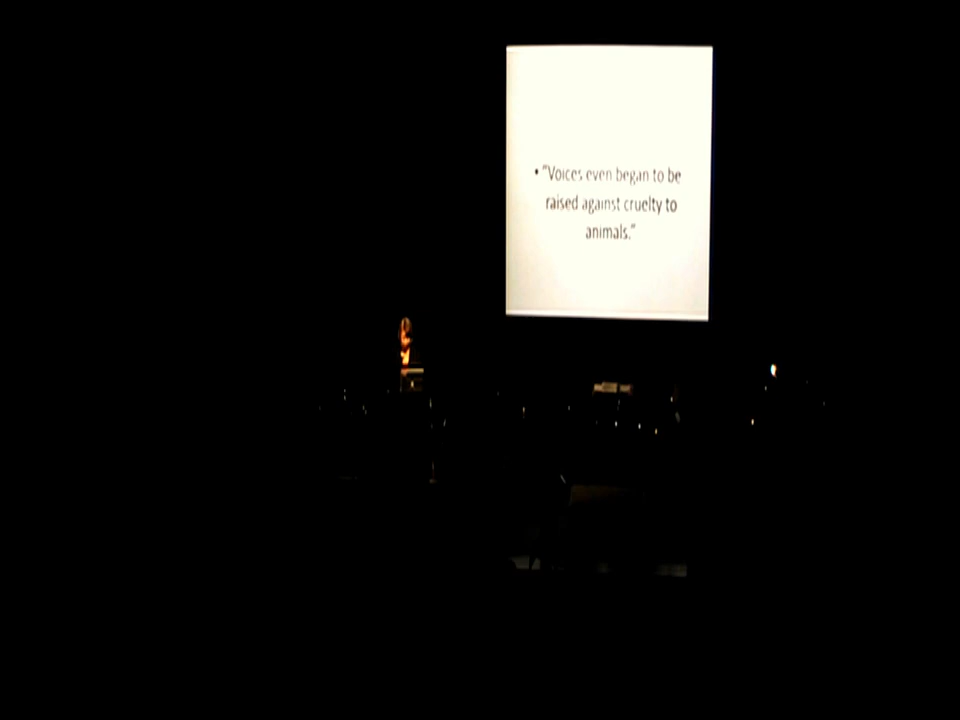 • "Voices even began to be
raised against cruelty to
animals."